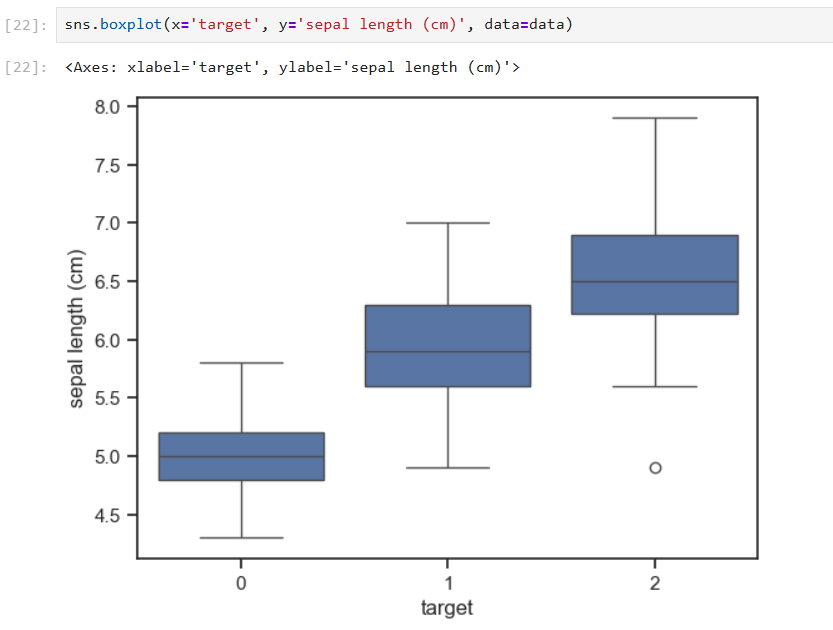 [22]: sns.boxplot(x='target', y='sepal length (cm)', data=data)
[22]: <Axes: xlabel='target', ylabel='sepal length (cm)'>
8.0
7.5
7.0
6.5
6.0
5.5
5.0
4.5
sepal length (cm)
0 1 2
target